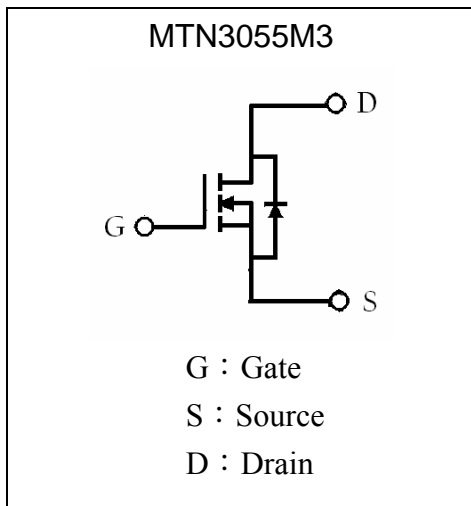 MTN3055M3
D
G
S
G：Gate
S：Source
D：Drain